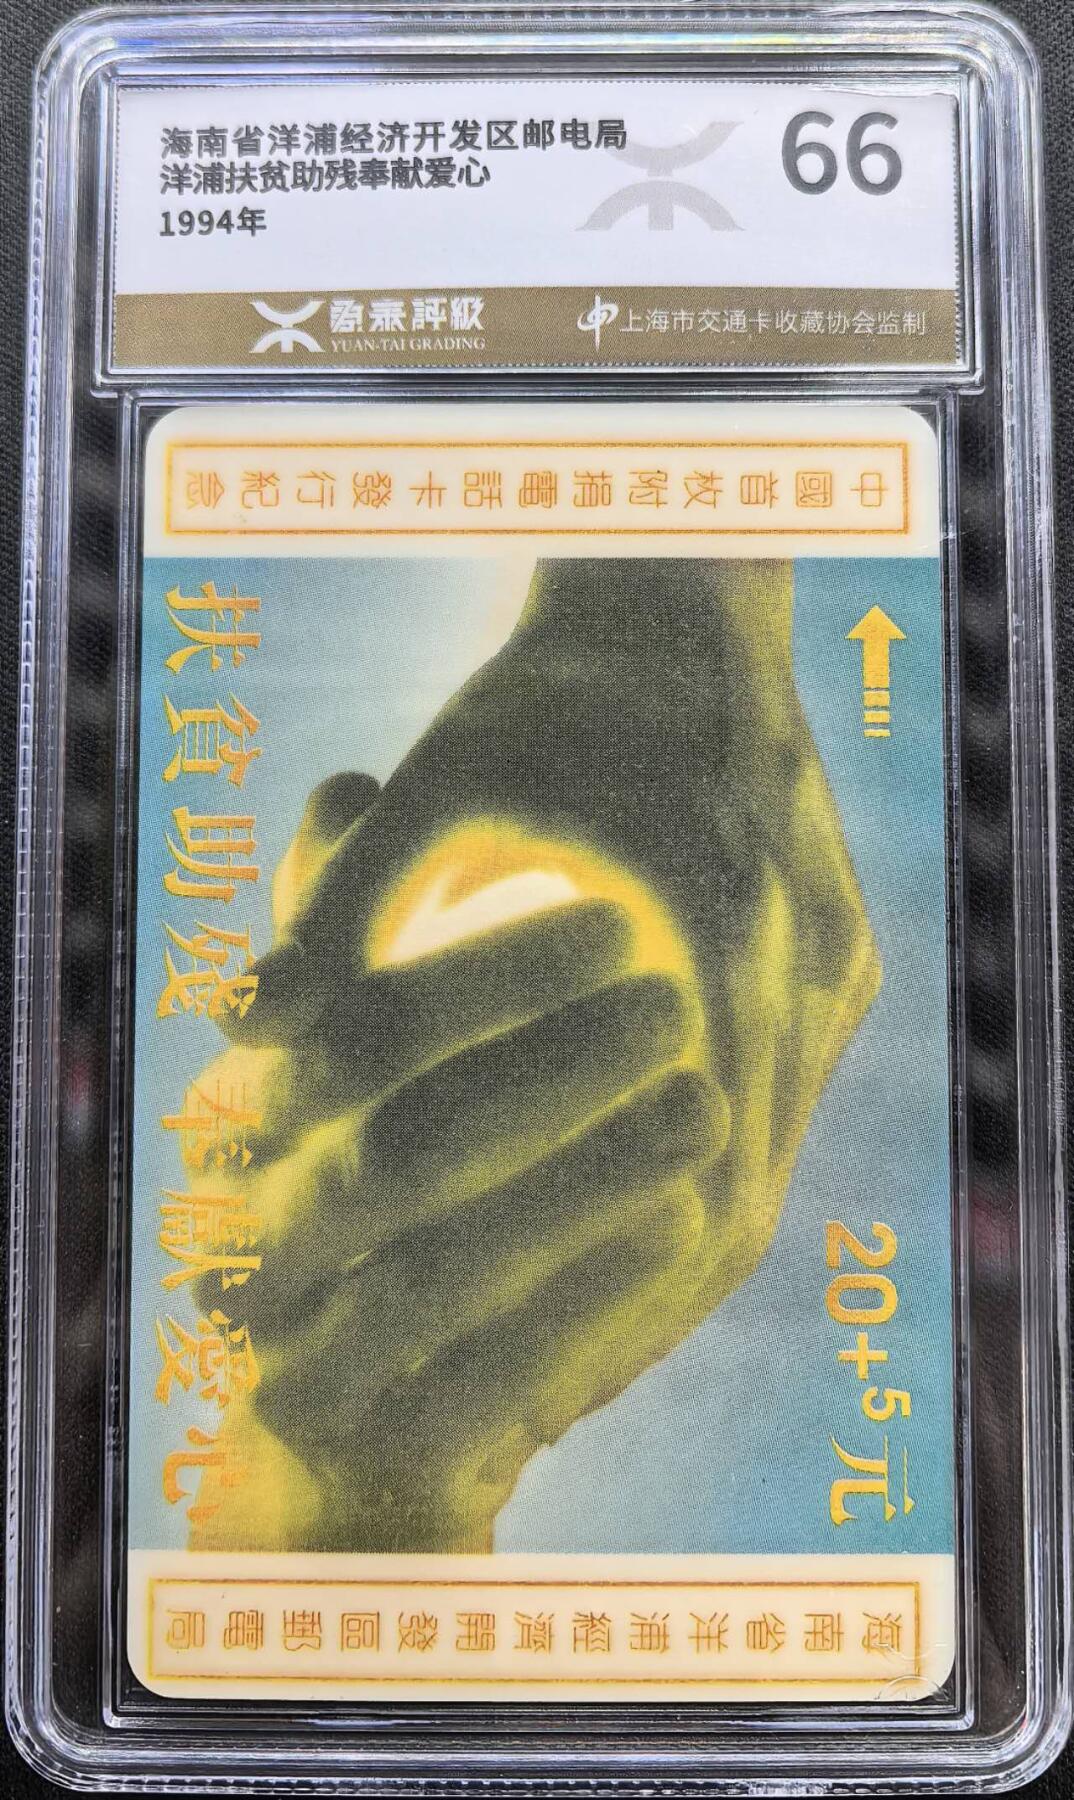 海南省洋浦经济开发区邮电局
洋浦扶贫助残奉献爱心
1994年
66
源泰評級
YUAN-TAI GRADING
上海市交通卡收藏协会监制
中國首枚附捐電話卡發行紀念
扶貧助殘 奉獻愛心
20+5元
海南省洋浦經濟開發區郵電局